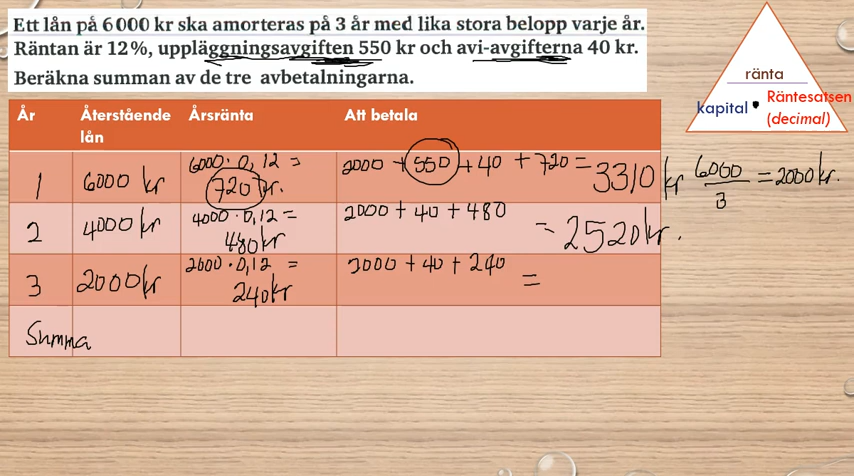 Ett lån på 6 000 kr ska amorteras på 3 år med lika stora belopp varje år.
Räntan är 12 %, uppläggningsavgiften 550 kr och avi-avgifterna 40 kr.
Beräkna summan av de tre avbetalningarna.
ränta
kapital • Räntesatsen
(decimal)
År Återstående lån Årsränta Att betala
1 6000 kr 6000 · 0,12 = 720 kr. 2000 + 550 + 40 + 720 = 3310 kr
6000/3 = 2000 kr.
2 4000 kr 4000 · 0,12 = 480 kr 2000 + 40 + 480 = 2520 kr.
3 2000 kr 2000 · 0,12 = 240 kr 2000 + 40 + 240 =
Summa